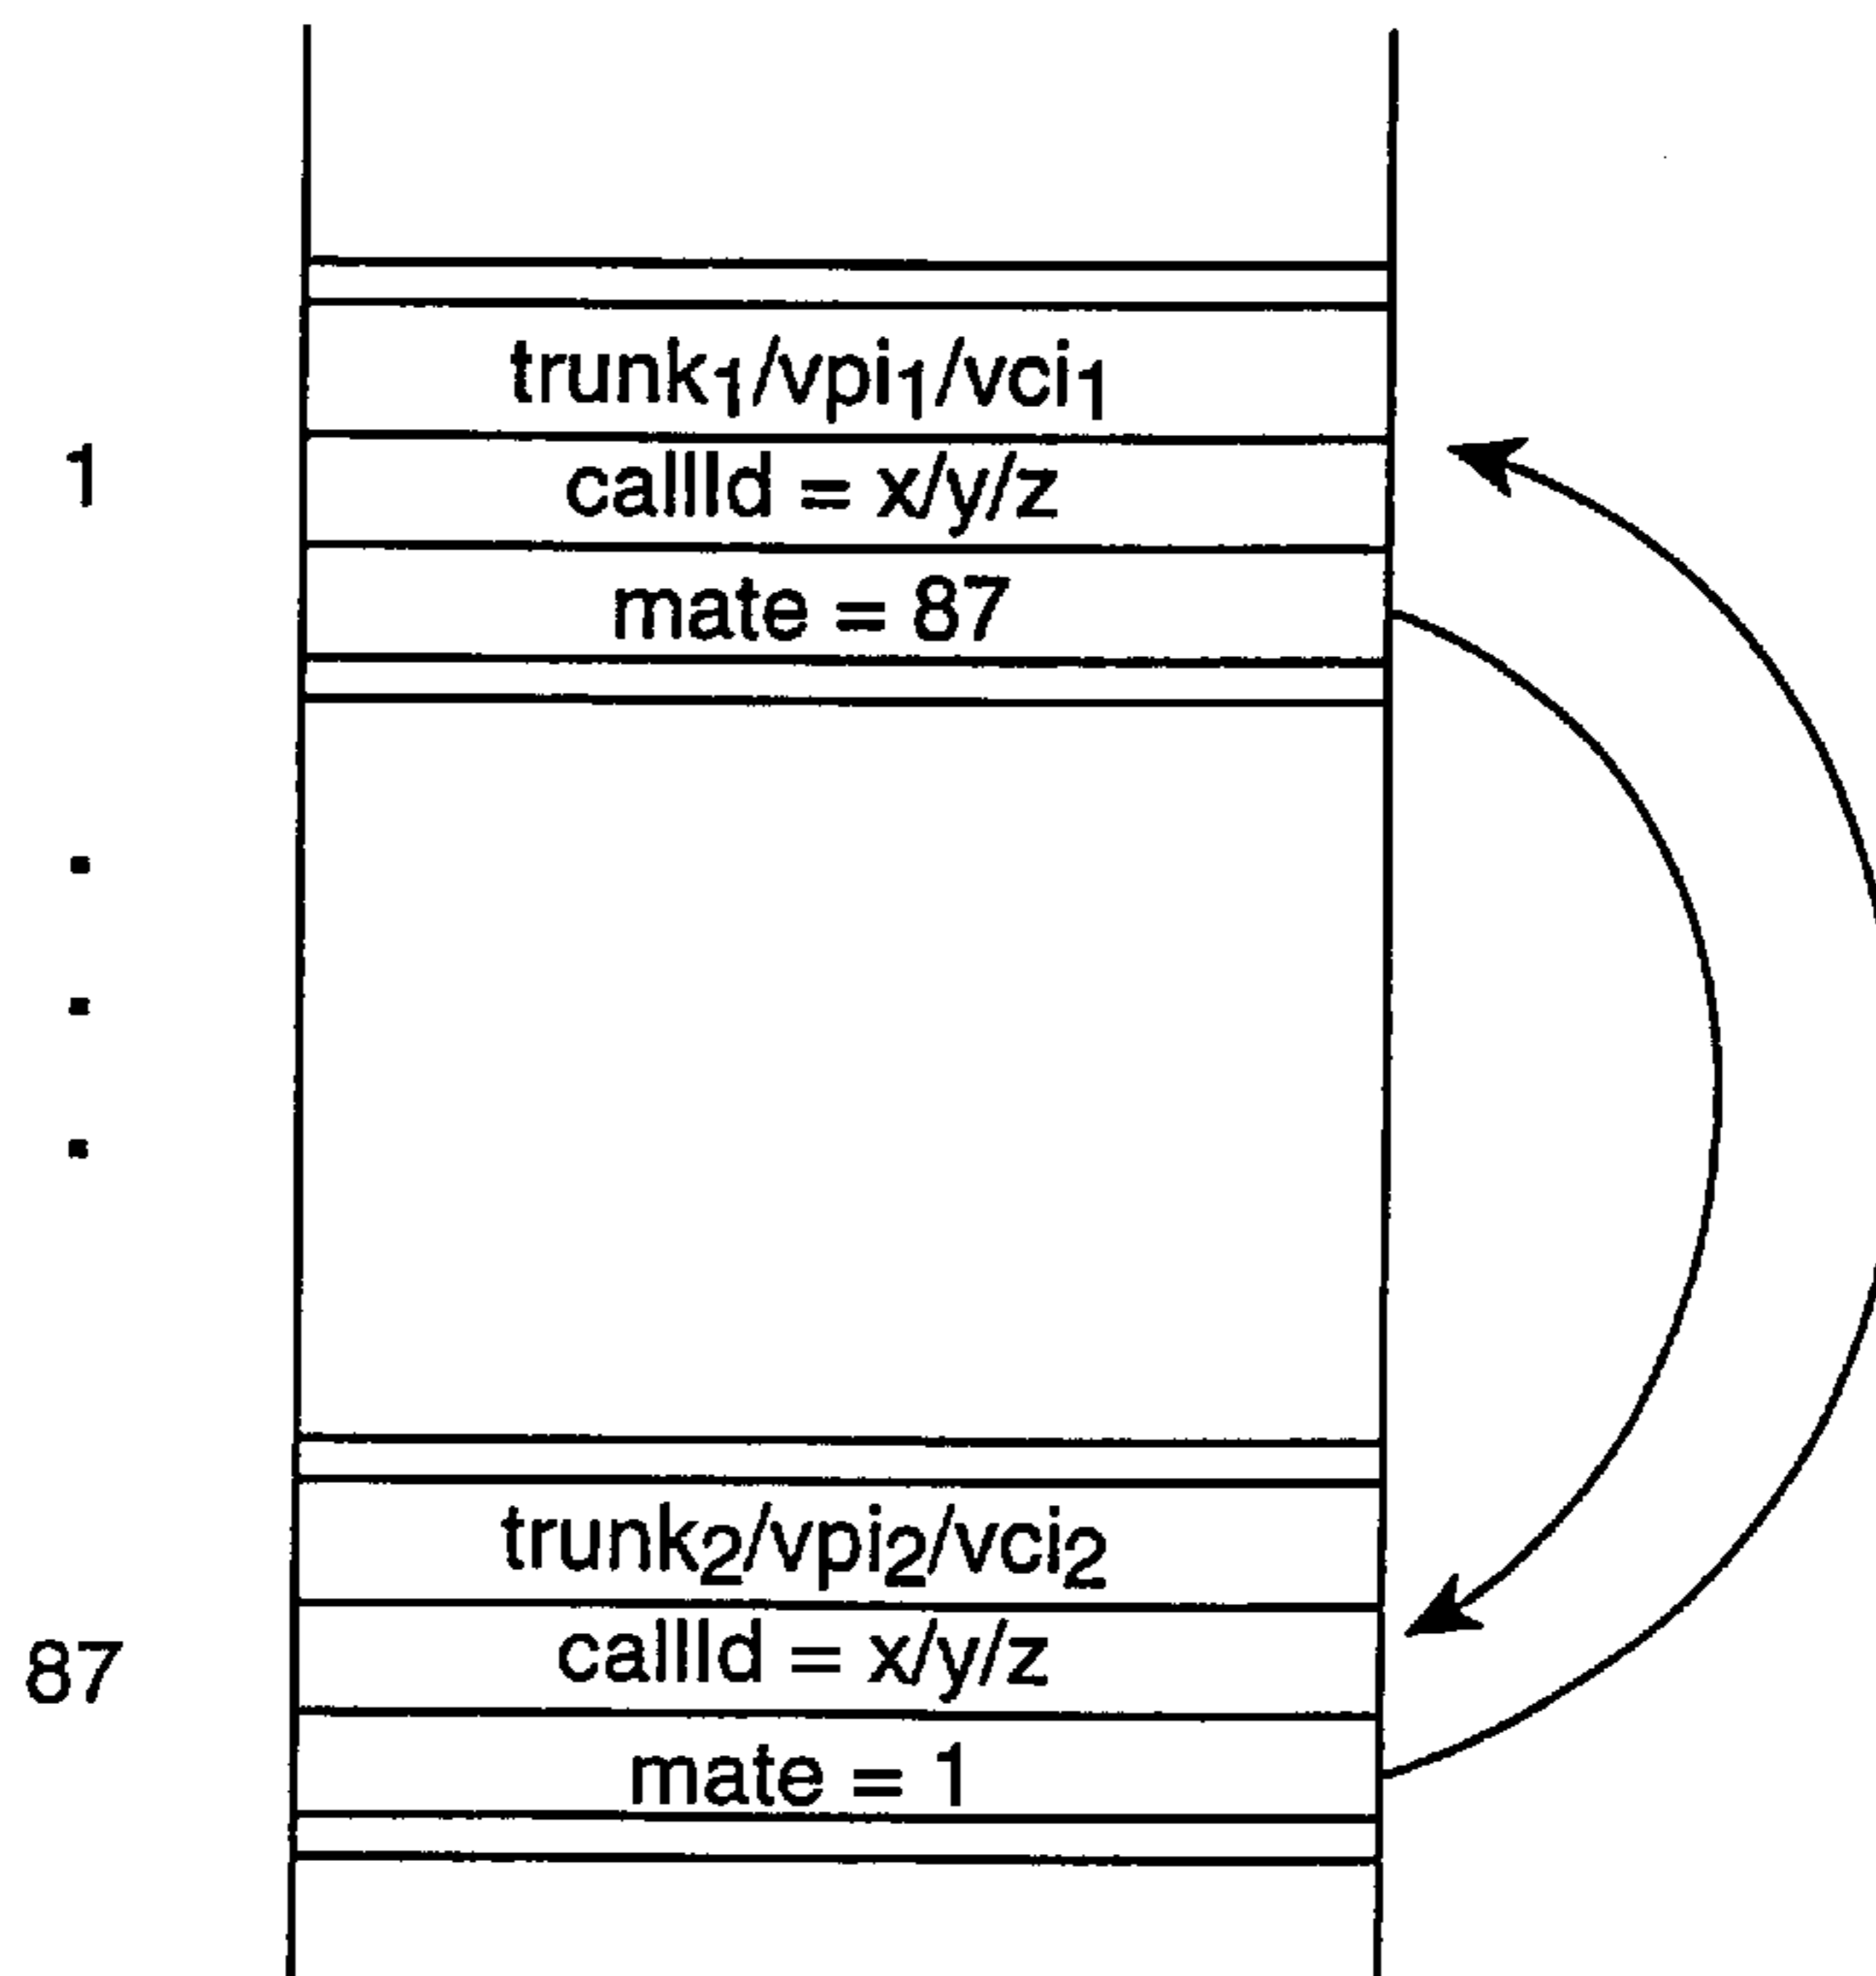 trunk1/vpi1/vci1
1
callId = x/y/z
mate = 87
trunk2/vpi2/vci2
87
callId = x/y/z
mate = 1